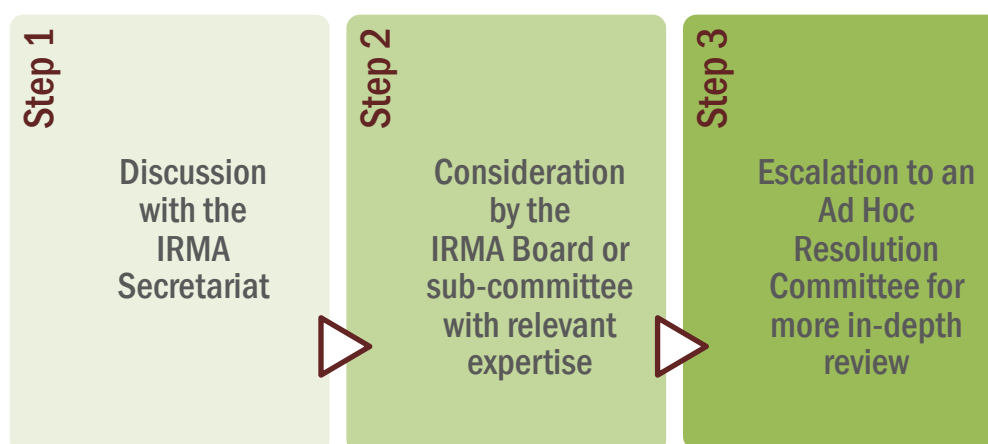 Step 1
Discussion
with the
IRMA
Secretariat
Step 2
Consideration
by the
IRMA Board or
sub-committee
with relevant
expertise
Step 3
Escalation to an
Ad Hoc
Resolution
Committee for
more in-depth
review